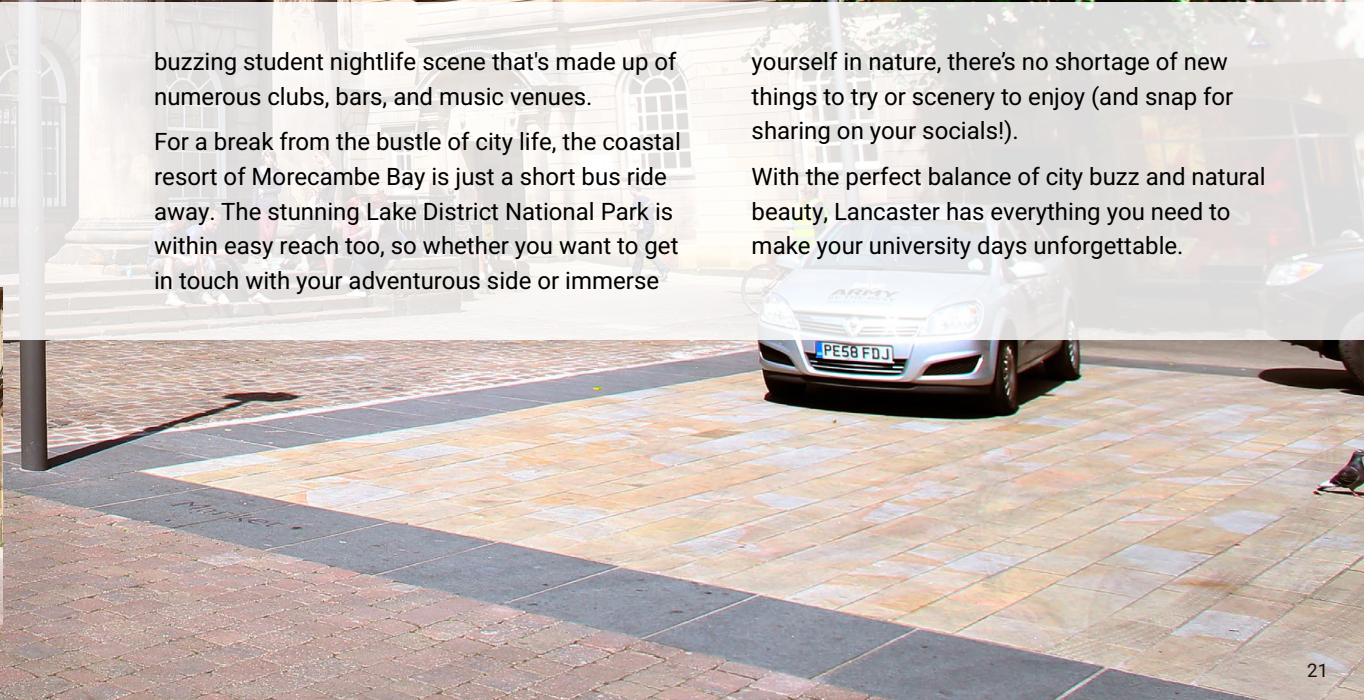 buzzing student nightlife scene that's made up of
numerous clubs, bars, and music venues.
For a break from the bustle of city life, the coastal
resort of Morecambe Bay is just a short bus ride
away. The stunning Lake District National Park is
within easy reach too, so whether you want to get
in touch with your adventurous side or immerse
yourself in nature, there’s no shortage of new
things to try or scenery to enjoy (and snap for
sharing on your socials!).
With the perfect balance of city buzz and natural
beauty, Lancaster has everything you need to
make your university days unforgettable.
ARMY
PE58 FDJ
21